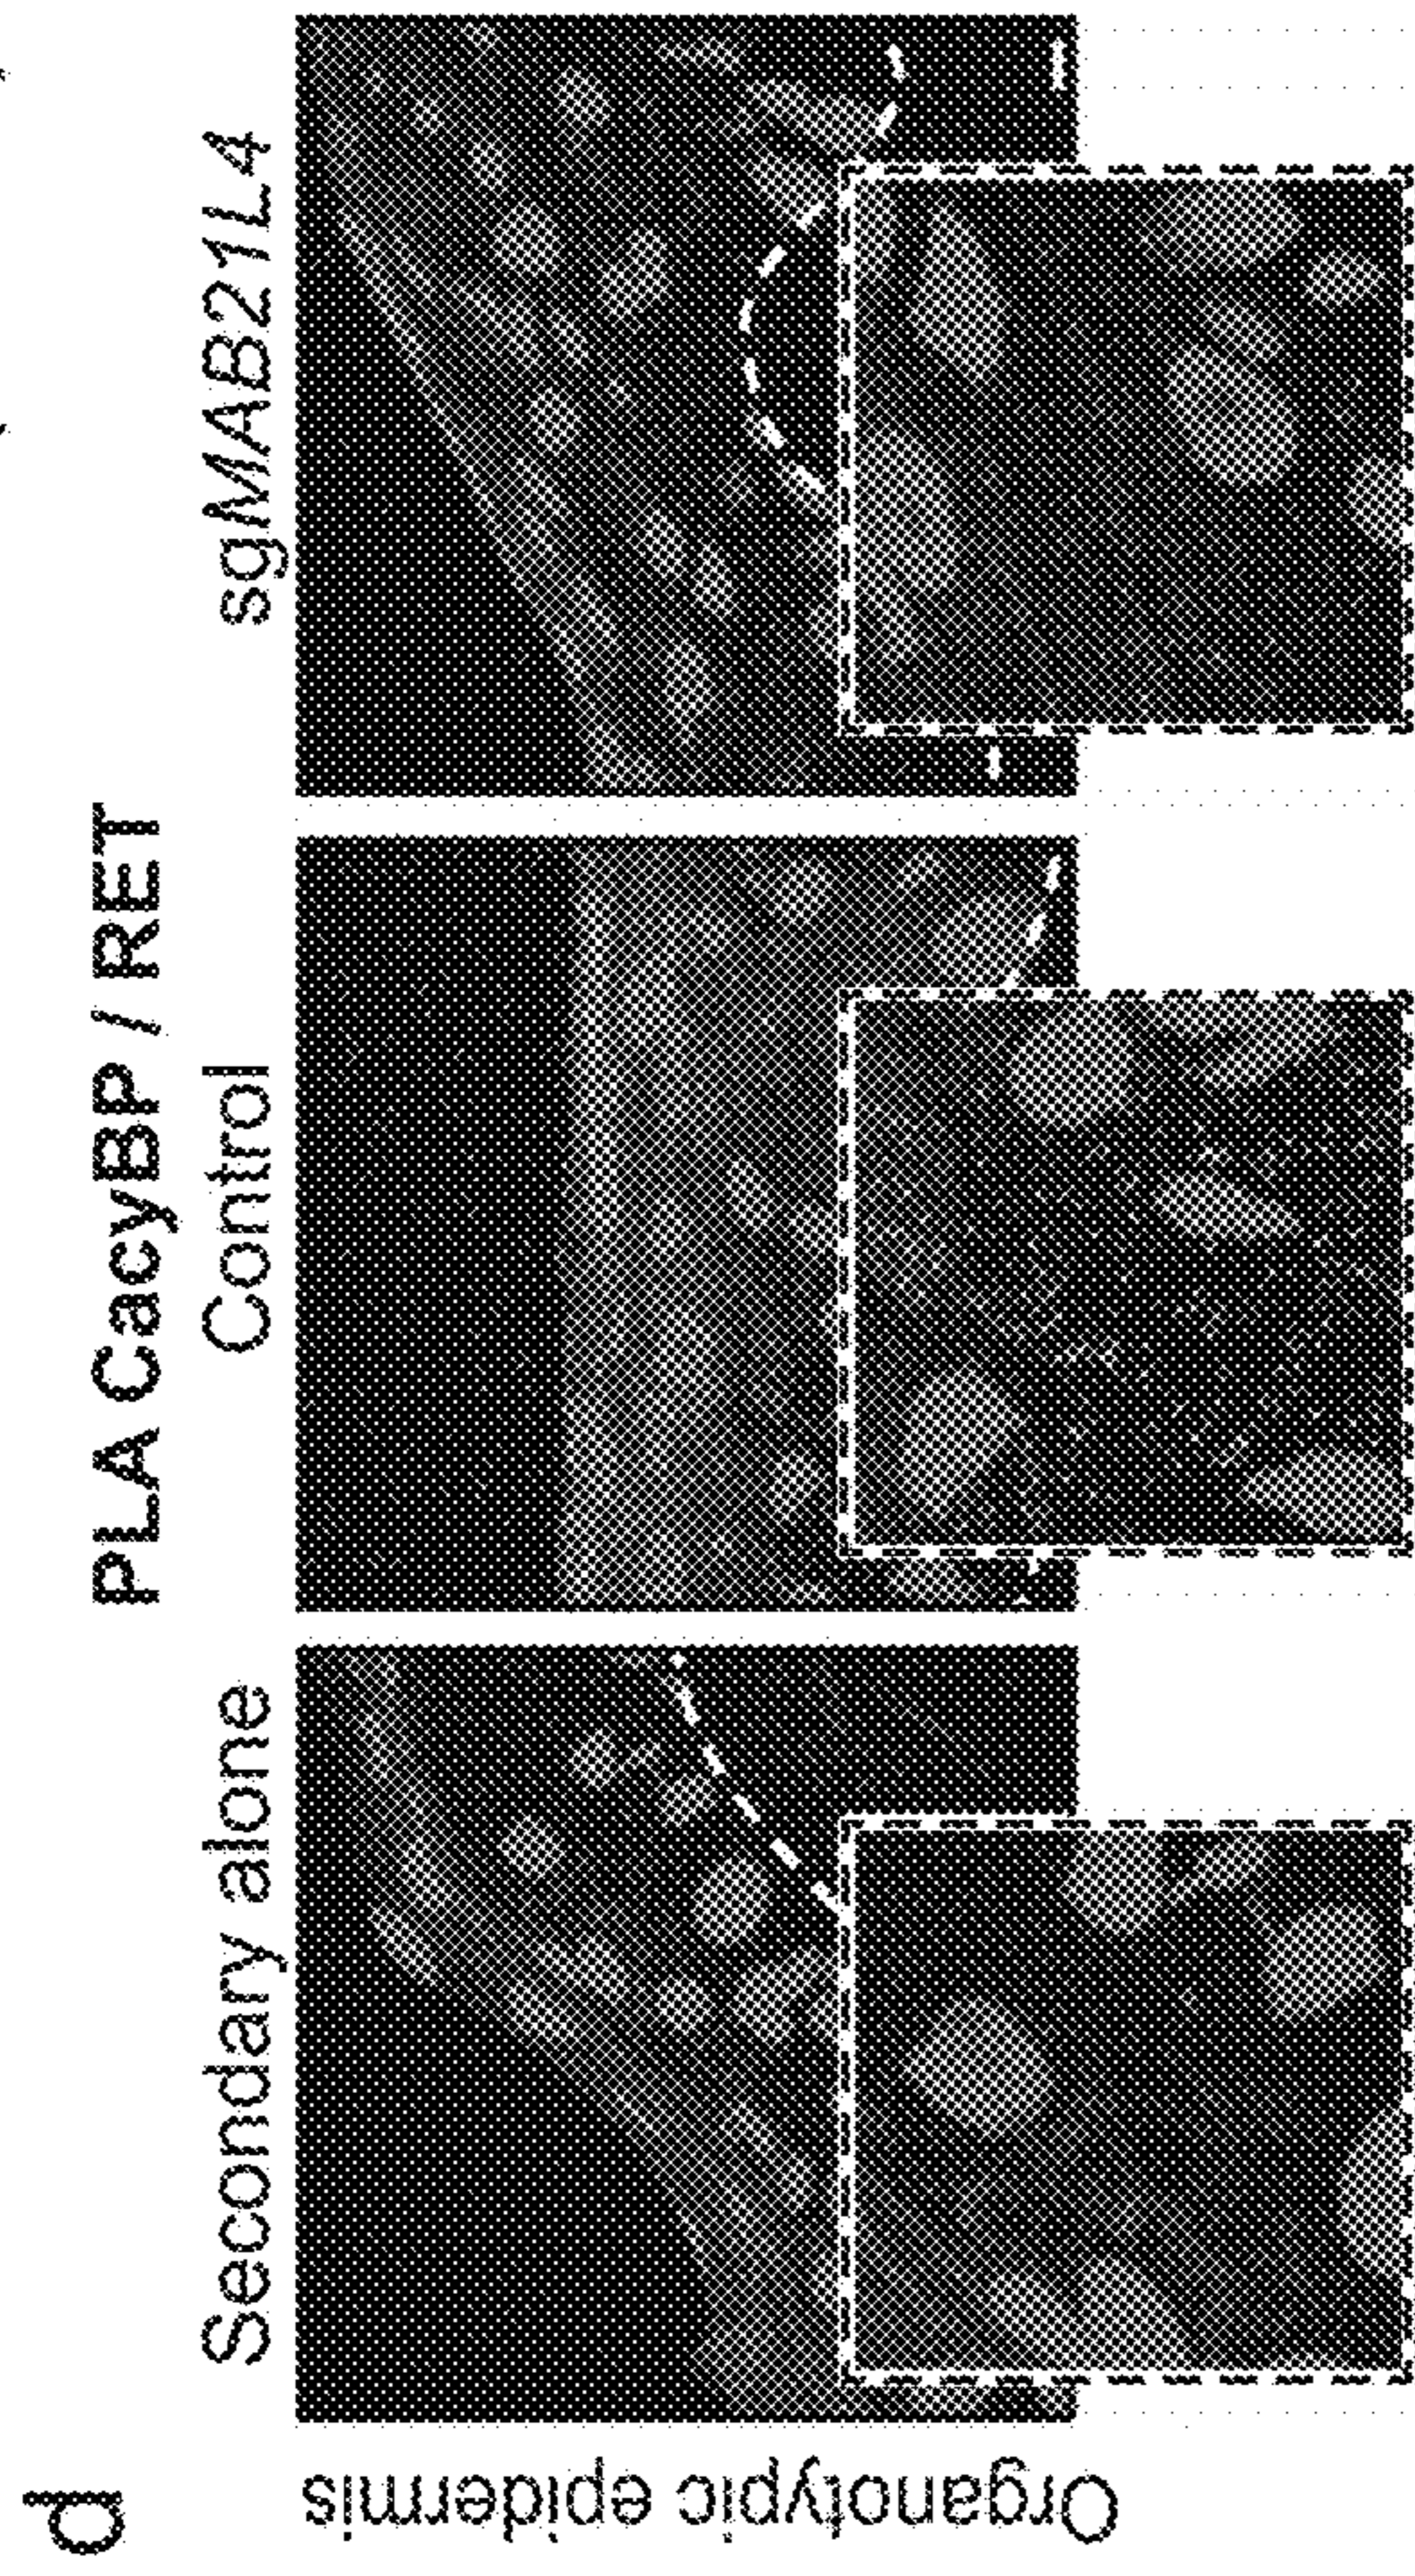 d
PLA CacyBP / RET
Secondary alone
Control
sgMAB21L4
Organotypic epidermis